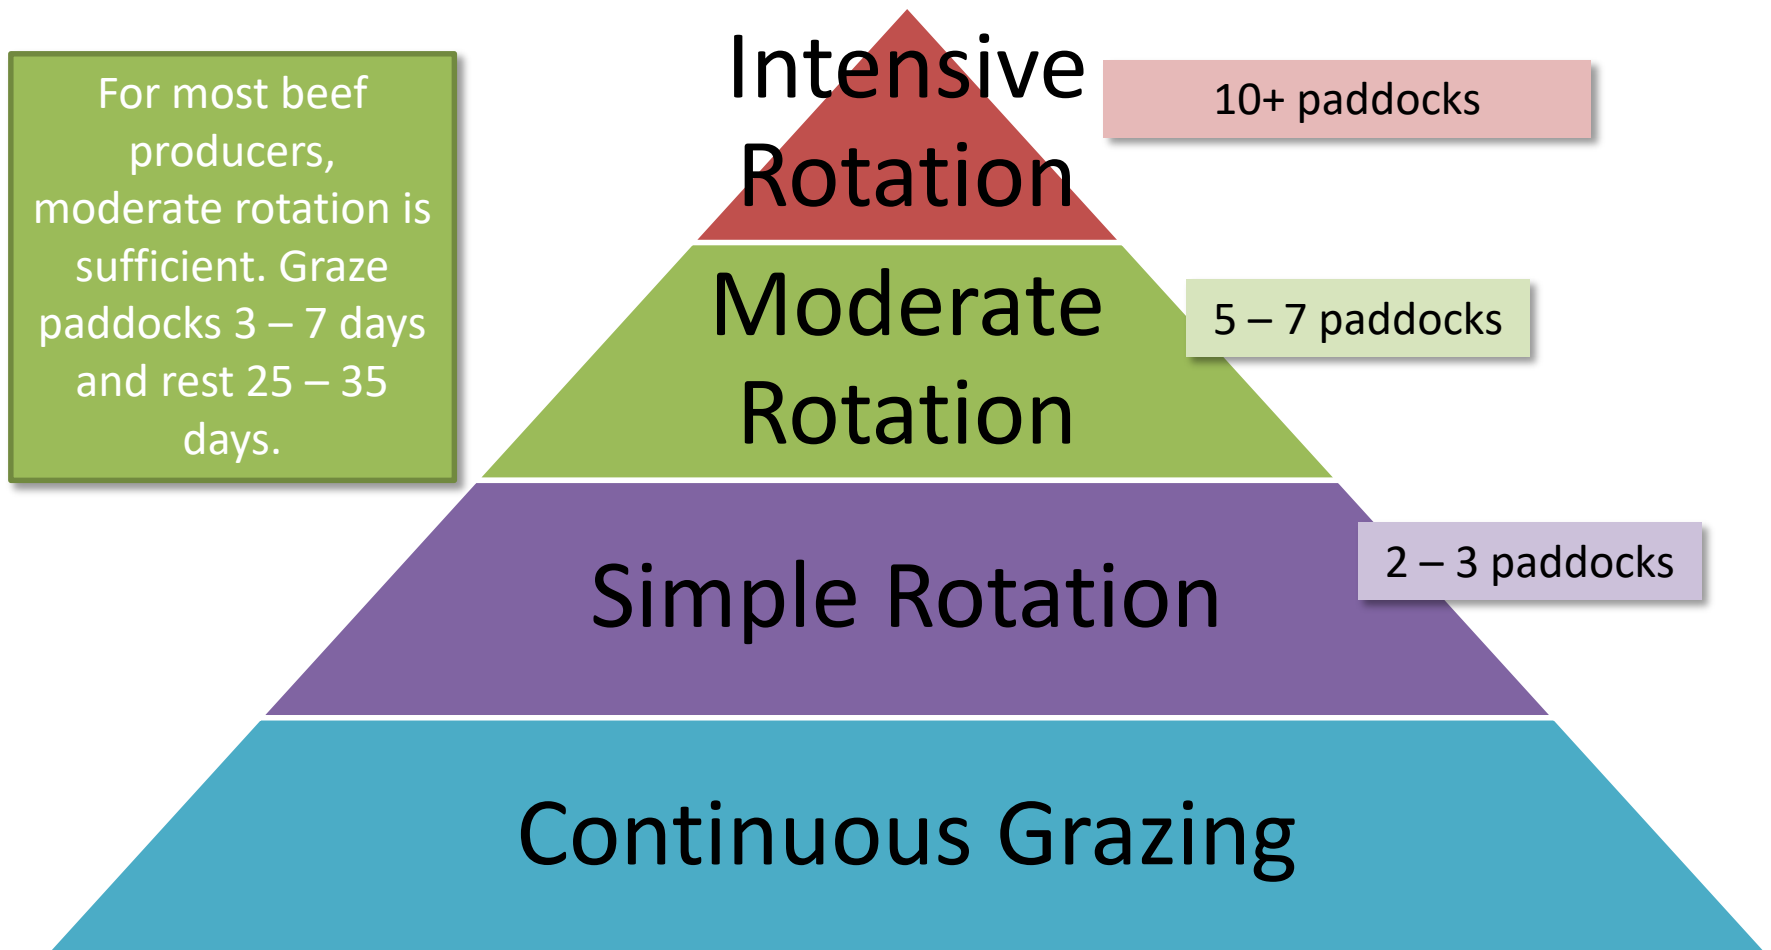 For most beef
producers,
moderate rotation is
sufficient. Graze
paddocks 3 – 7 days
and rest 25 – 35
days.
Intensive
Rotation
10+ paddocks
Moderate
Rotation
5 – 7 paddocks
Simple Rotation
2 – 3 paddocks
Continuous Grazing